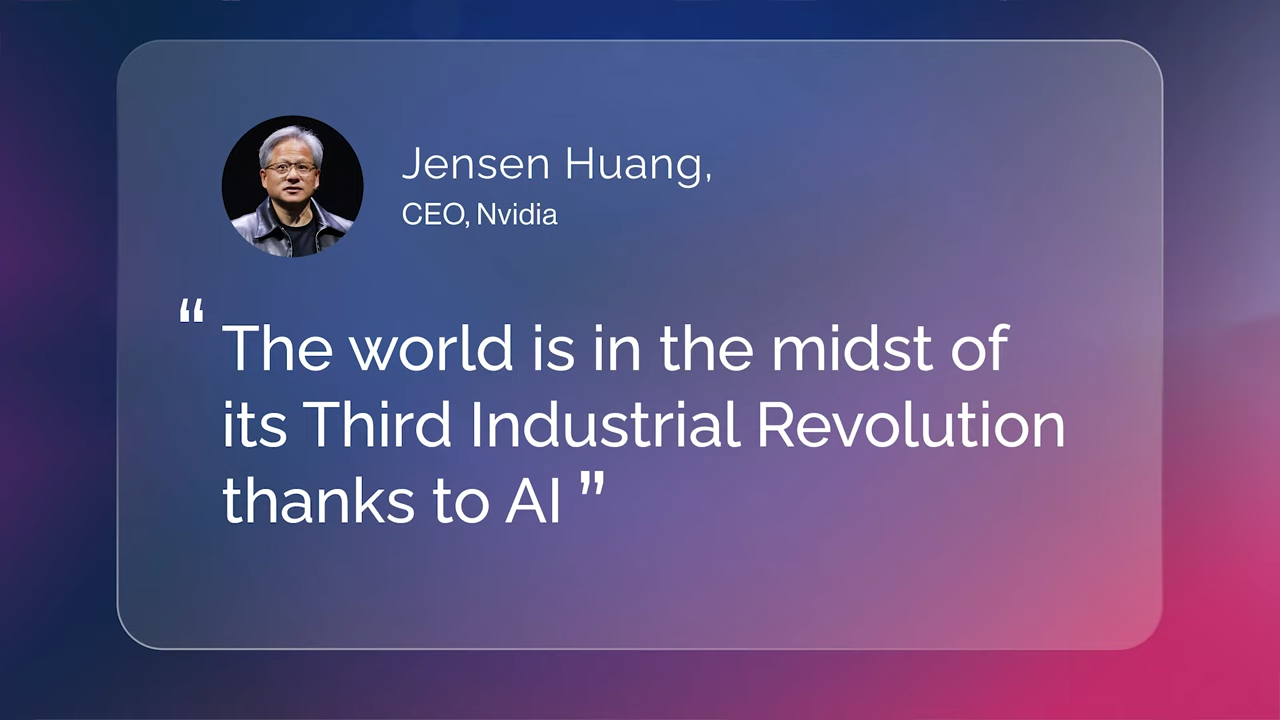 Jensen Huang,
CEO, Nvidia
“ The world is in the midst of
its Third Industrial Revolution
thanks to AI ”